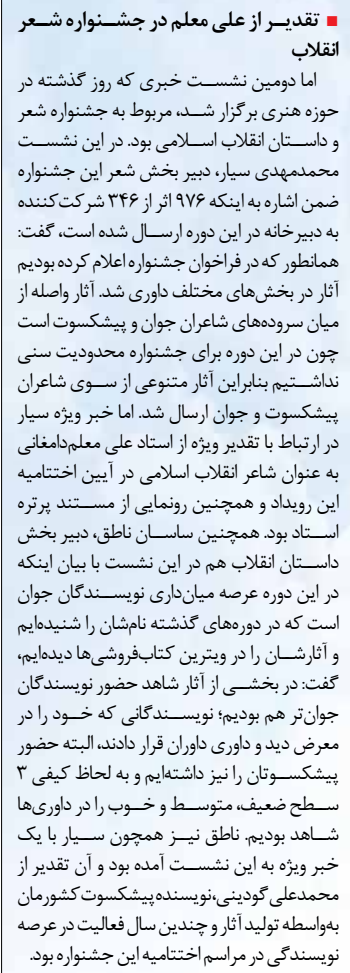 ■ تقدیر از علی معلم در جشنواره شعر
انقلاب
اما دومین نشست خبری که روز گذشته در
حوزه هنری برگزار شد، مربوط به جشنواره شعر
و داستان انقلاب اسلامی بود. در این نشست
محمدمهدی سیار، دبیر بخش شعر این جشنواره
ضمن اشاره به اینکه ۹۷۶ اثر از ۳۴۶ شرکت‌کننده
به دبیرخانه در این دوره ارسال شده است، گفت:
همانطور که در فراخوان جشنواره اعلام کرده بودیم
آثار در بخش‌های مختلف داوری شد. آثار واصله از
میان سروده‌های شاعران جوان و پیشکسوت است
چون در این دوره برای جشنواره محدودیت سنی
نداشتیم بنابراین آثار متنوعی از سوی شاعران
پیشکسوت و جوان ارسال شد. اما خبر ویژه سیار
در ارتباط با تقدیر ویژه از استاد علی معلم‌دامغانی
به عنوان شاعر انقلاب اسلامی در آیین اختتامیه
این رویداد و همچنین رونمایی از مستند پرتره
استاد بود. همچنین ساسان ناطق، دبیر بخش
داستان انقلاب هم در این نشست با بیان اینکه
در این دوره عرصه میان‌داری نویسندگان جوان
است که در دوره‌های گذشته نام‌شان را شنیده‌ایم
و آثارشان را در ویترین کتاب‌فروشی‌ها دیده‌ایم،
گفت: در بخشی از آثار شاهد حضور نویسندگان
جوان‌تر هم بودیم؛ نویسندگانی که خود را در
معرض دید و داوری داوران قرار دادند، البته حضور
پیشکسوتان را نیز داشته‌ایم و به لحاظ کیفی ۳
سطح ضعیف، متوسط و خوب را در داوری‌ها
شاهد بودیم. ناطق نیز همچون سیار با یک
خبر ویژه به این نشست آمده بود و آن تقدیر از
محمدعلی گودینی، نویسنده پیشکسوت کشورمان
به‌واسطه تولید آثار و چندین سال فعالیت در عرصه
نویسندگی در مراسم اختتامیه این جشنواره بود.